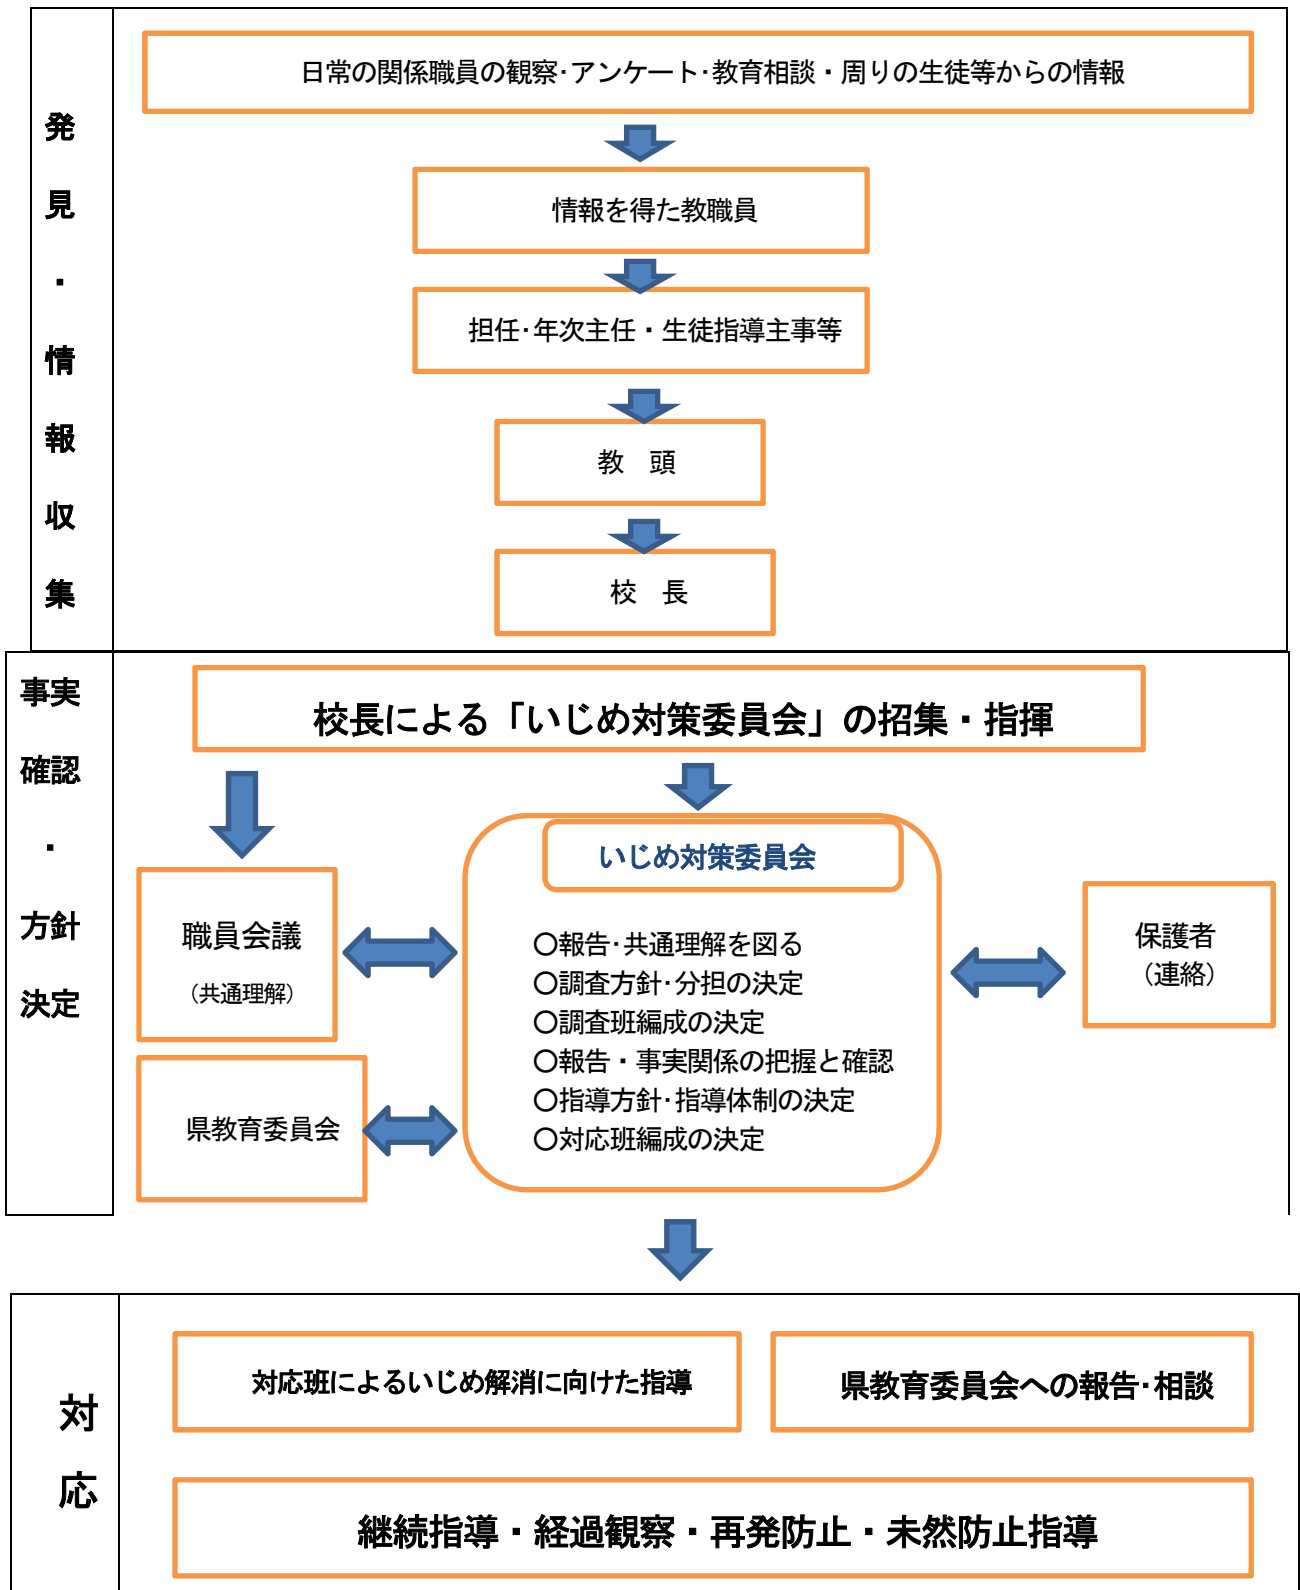 発見・情報収集
日常の関係職員の観察･アンケート･教育相談・周りの生徒等からの情報
情報を得た教職員
担任･年次主任・生徒指導主事等
教　頭
校　長
事実確認・方針決定
校長による「いじめ対策委員会」の招集・指揮
いじめ対策委員会
職員会議
（共通理解）
県教育委員会
〇報告･共通理解を図る
〇調査方針･分担の決定
〇調査班編成の決定
〇報告・事実関係の把握と確認
〇指導方針･指導体制の決定
〇対応班編成の決定
保護者
（連絡）
対応
対応班によるいじめ解消に向けた指導
県教育委員会への報告･相談
継続指導・経過観察・再発防止・未然防止指導